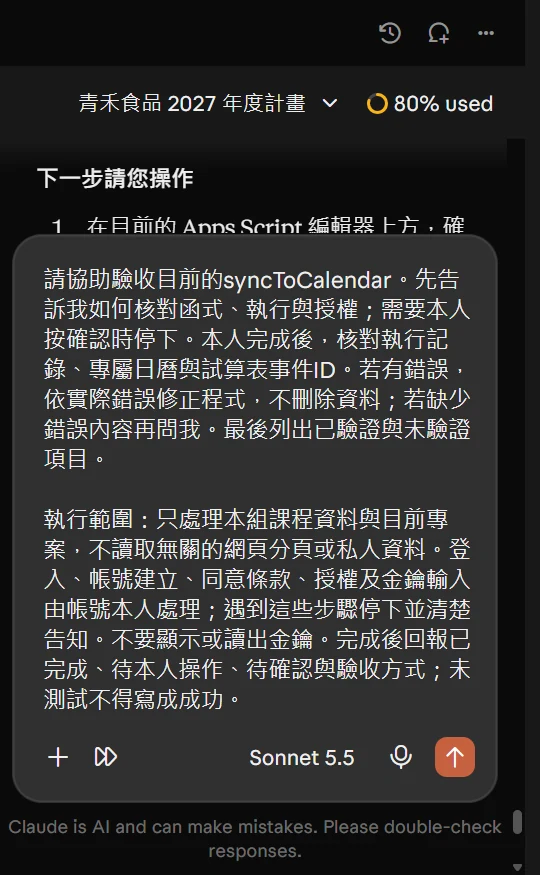 青禾食品 2027 年度計畫
80% used
下一步請您操作
1. 在目前的 Apps Script 編輯器上方，確
請協助驗收目前的syncToCalendar。先告
訴我如何核對函式、執行與授權；需要本人
按確認時停下。本人完成後，核對執行記
錄、專屬日曆與試算表事件ID。若有錯誤，
依實際錯誤修正程式，不刪除資料；若缺少
錯誤內容再問我。最後列出已驗證與未驗證
項目。
執行範圍：只處理本組課程資料與目前專
案，不讀取無關的網頁分頁或私人資料。登
入、帳號建立、同意條款、授權及金鑰輸入
由帳號本人處理；遇到這些步驟停下並清楚
告知。不要顯示或讀出金鑰。完成後回報已
完成、待本人操作、待確認與驗收方式；未
測試不得寫成成功。
Sonnet 5.5
Claude is AI and can make mistakes. Please double-check
responses.